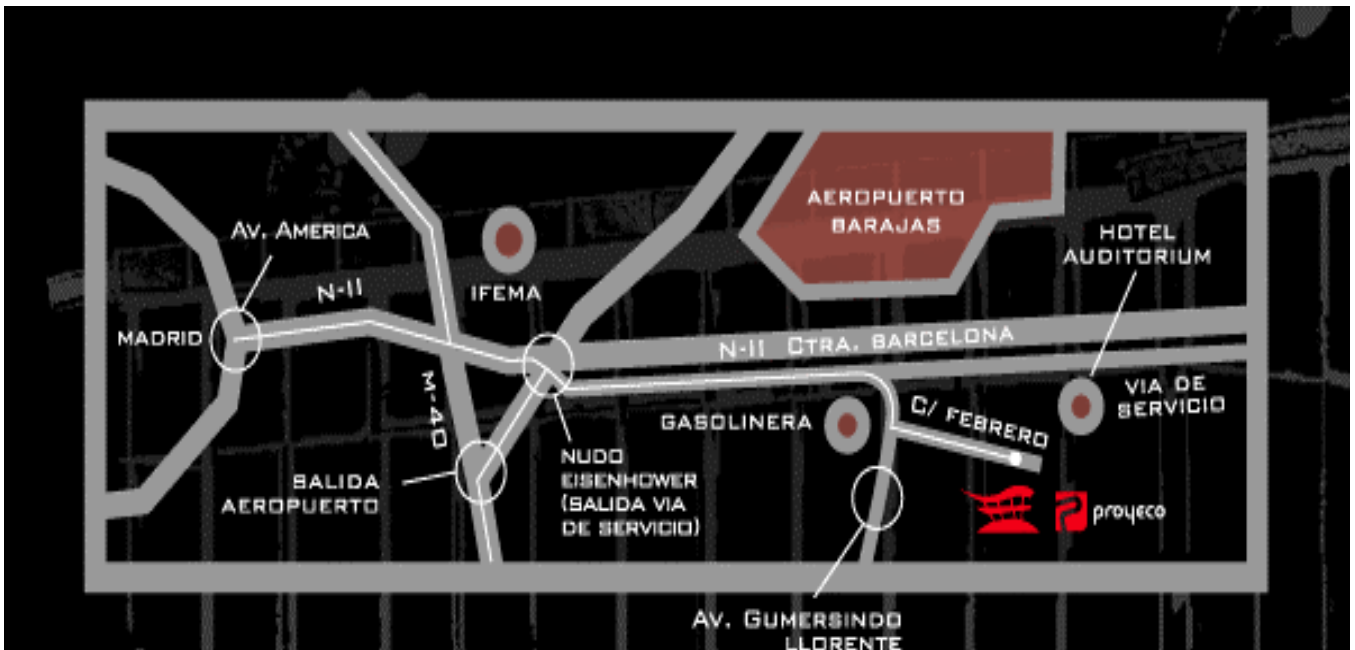 AEROPUERTO
BARAJAS
AV. AMERICA
HOTEL
AUDITORIUM
N-II
IFEMA
MADRID
N-II CTRA. BARCELONA
M-40
VIA DE
SERVICIO
GASOLINERA
C/ FEBRERO
NUDO
EISENHOWER
(SALIDA VIA
DE SERVICIO)
SALIDA
AEROPUERTO
proyeco
AV. GUMERSINDO
LLORENTE